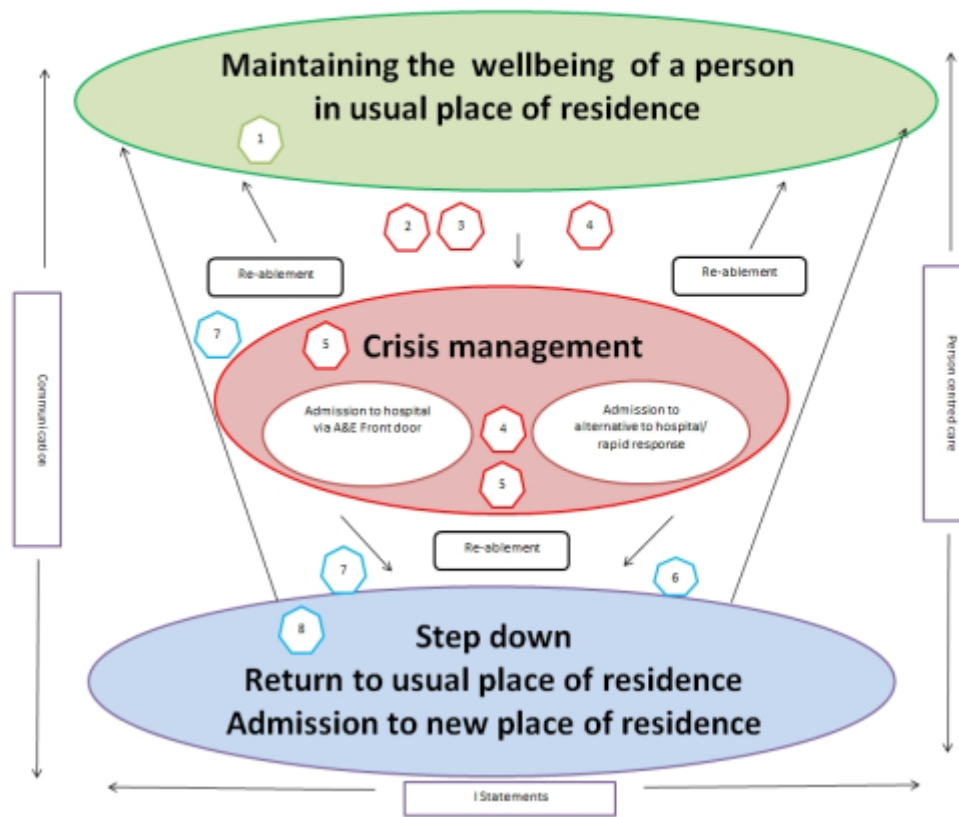 Maintaining the wellbeing of a person
in usual place of residence
1
2
3
4
Re-ablement
Re-ablement
7
5
Crisis management
Communication
Person centred care
Admission to hospital
via A&E Front door
4
Admission to
alternative to hospital/
rapid response
5
Re-ablement
7
6
8
Step down
Return to usual place of residence
Admission to new place of residence
I Statements